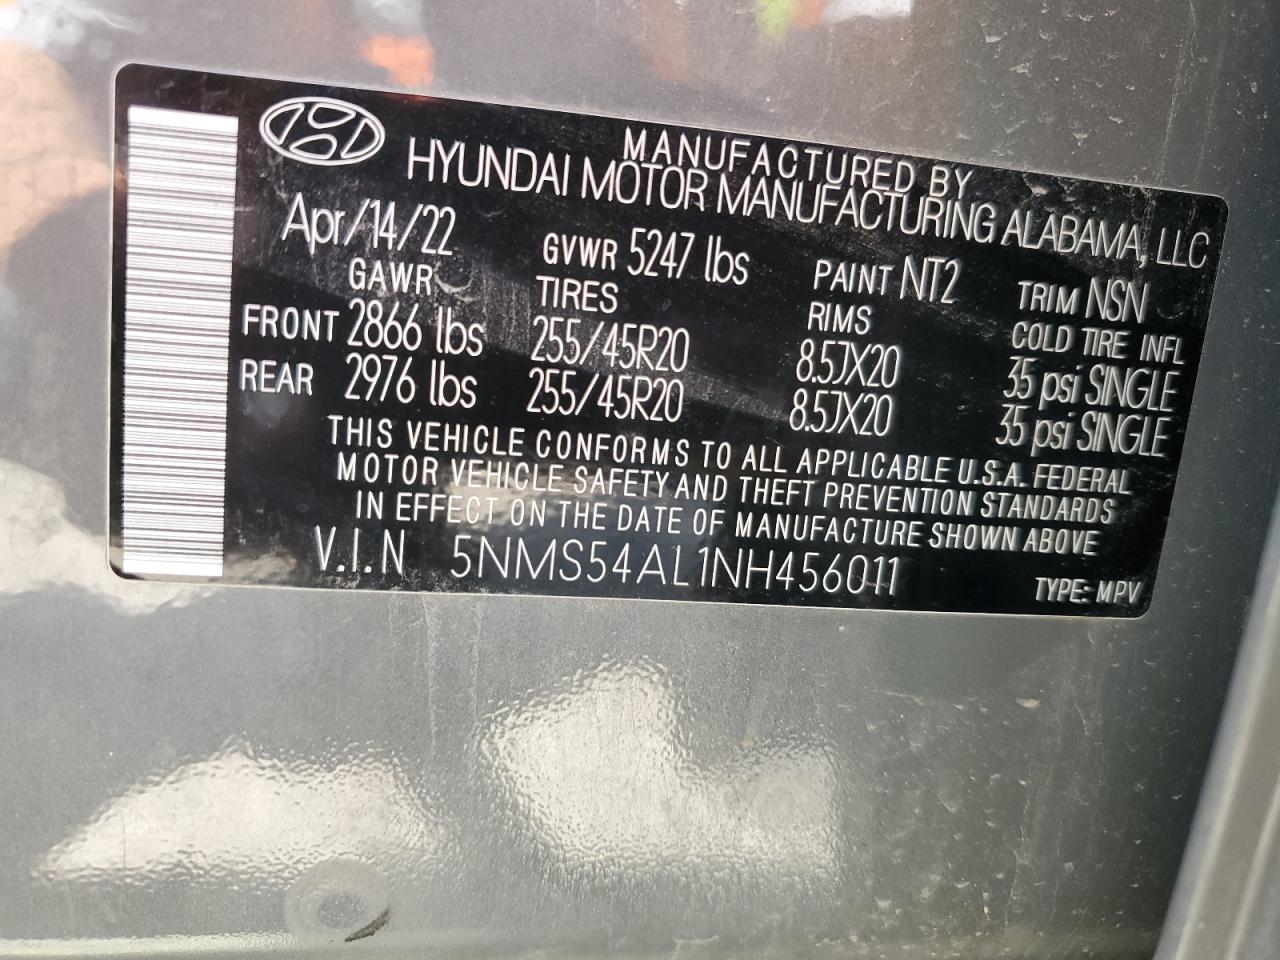 MANUFACTURED BY
HYUNDAI MOTOR MANUFACTURING ALABAMA, LLC
Apr/14/22 GVWR 5247 lbs PAINT NT2 TRIM NSN
GAWR TIRES RIMS COLD TIRE INFL
FRONT 2866 lbs 255/45R20 8.5JX20 35 psi SINGLE
REAR 2976 lbs 255/45R20 8.5JX20 35 psi SINGLE
THIS VEHICLE CONFORMS TO ALL APPLICABLE U.S.A. FEDERAL
MOTOR VEHICLE SAFETY AND THEFT PREVENTION STANDARDS
IN EFFECT ON THE DATE OF MANUFACTURE SHOWN ABOVE
V.I.N 5NMS54AL1NH456011 TYPE: MPV